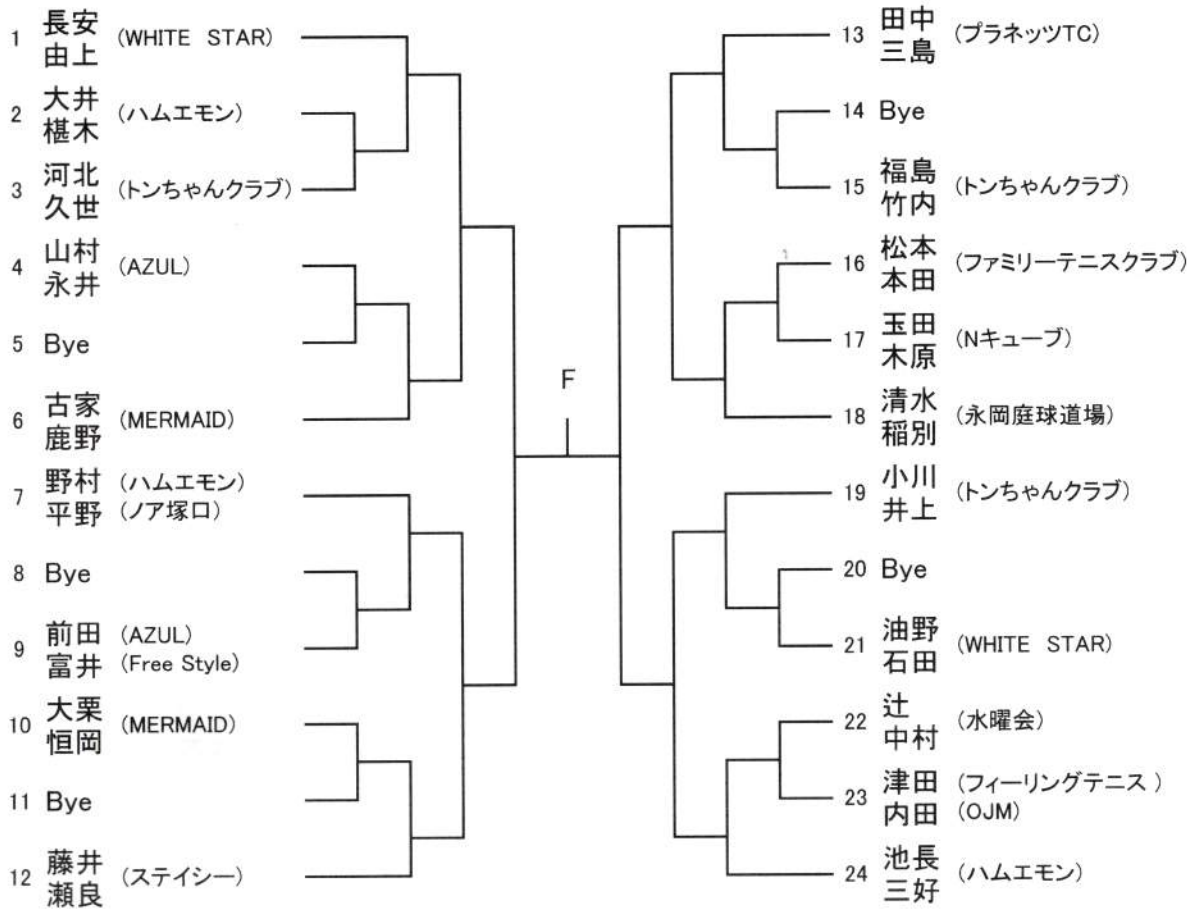 1 長安 (WHITE STAR)
由上
2 大井 (ハムエモン)
椹木
3 河北 (トンちゃんクラブ)
久世
4 山村 (AZUL)
永井
5 Bye
6 古家 (MERMAID)
鹿野
7 野村 (ハムエモン)
平野 (ノア塚口)
8 Bye
9 前田 (AZUL)
富井 (Free Style)
10 大栗 (MERMAID)
恒岡
11 Bye
12 藤井 (ステイシー)
瀬良
F
13 田中 (プラネッツTC)
三島
14 Bye
15 福島 (トンちゃんクラブ)
竹内
16 松本 (ファミリーテニスクラブ)
本田
17 玉田 (Nキューブ)
木原
18 清水 (永岡庭球道場)
稲別
19 小川 (トンちゃんクラブ)
井上
20 Bye
21 油野 (WHITE STAR)
石田
22 辻 (水曜会)
中村
23 津田 (フィーリングテニス )
内田 (OJM)
24 池長 (ハムエモン)
三好